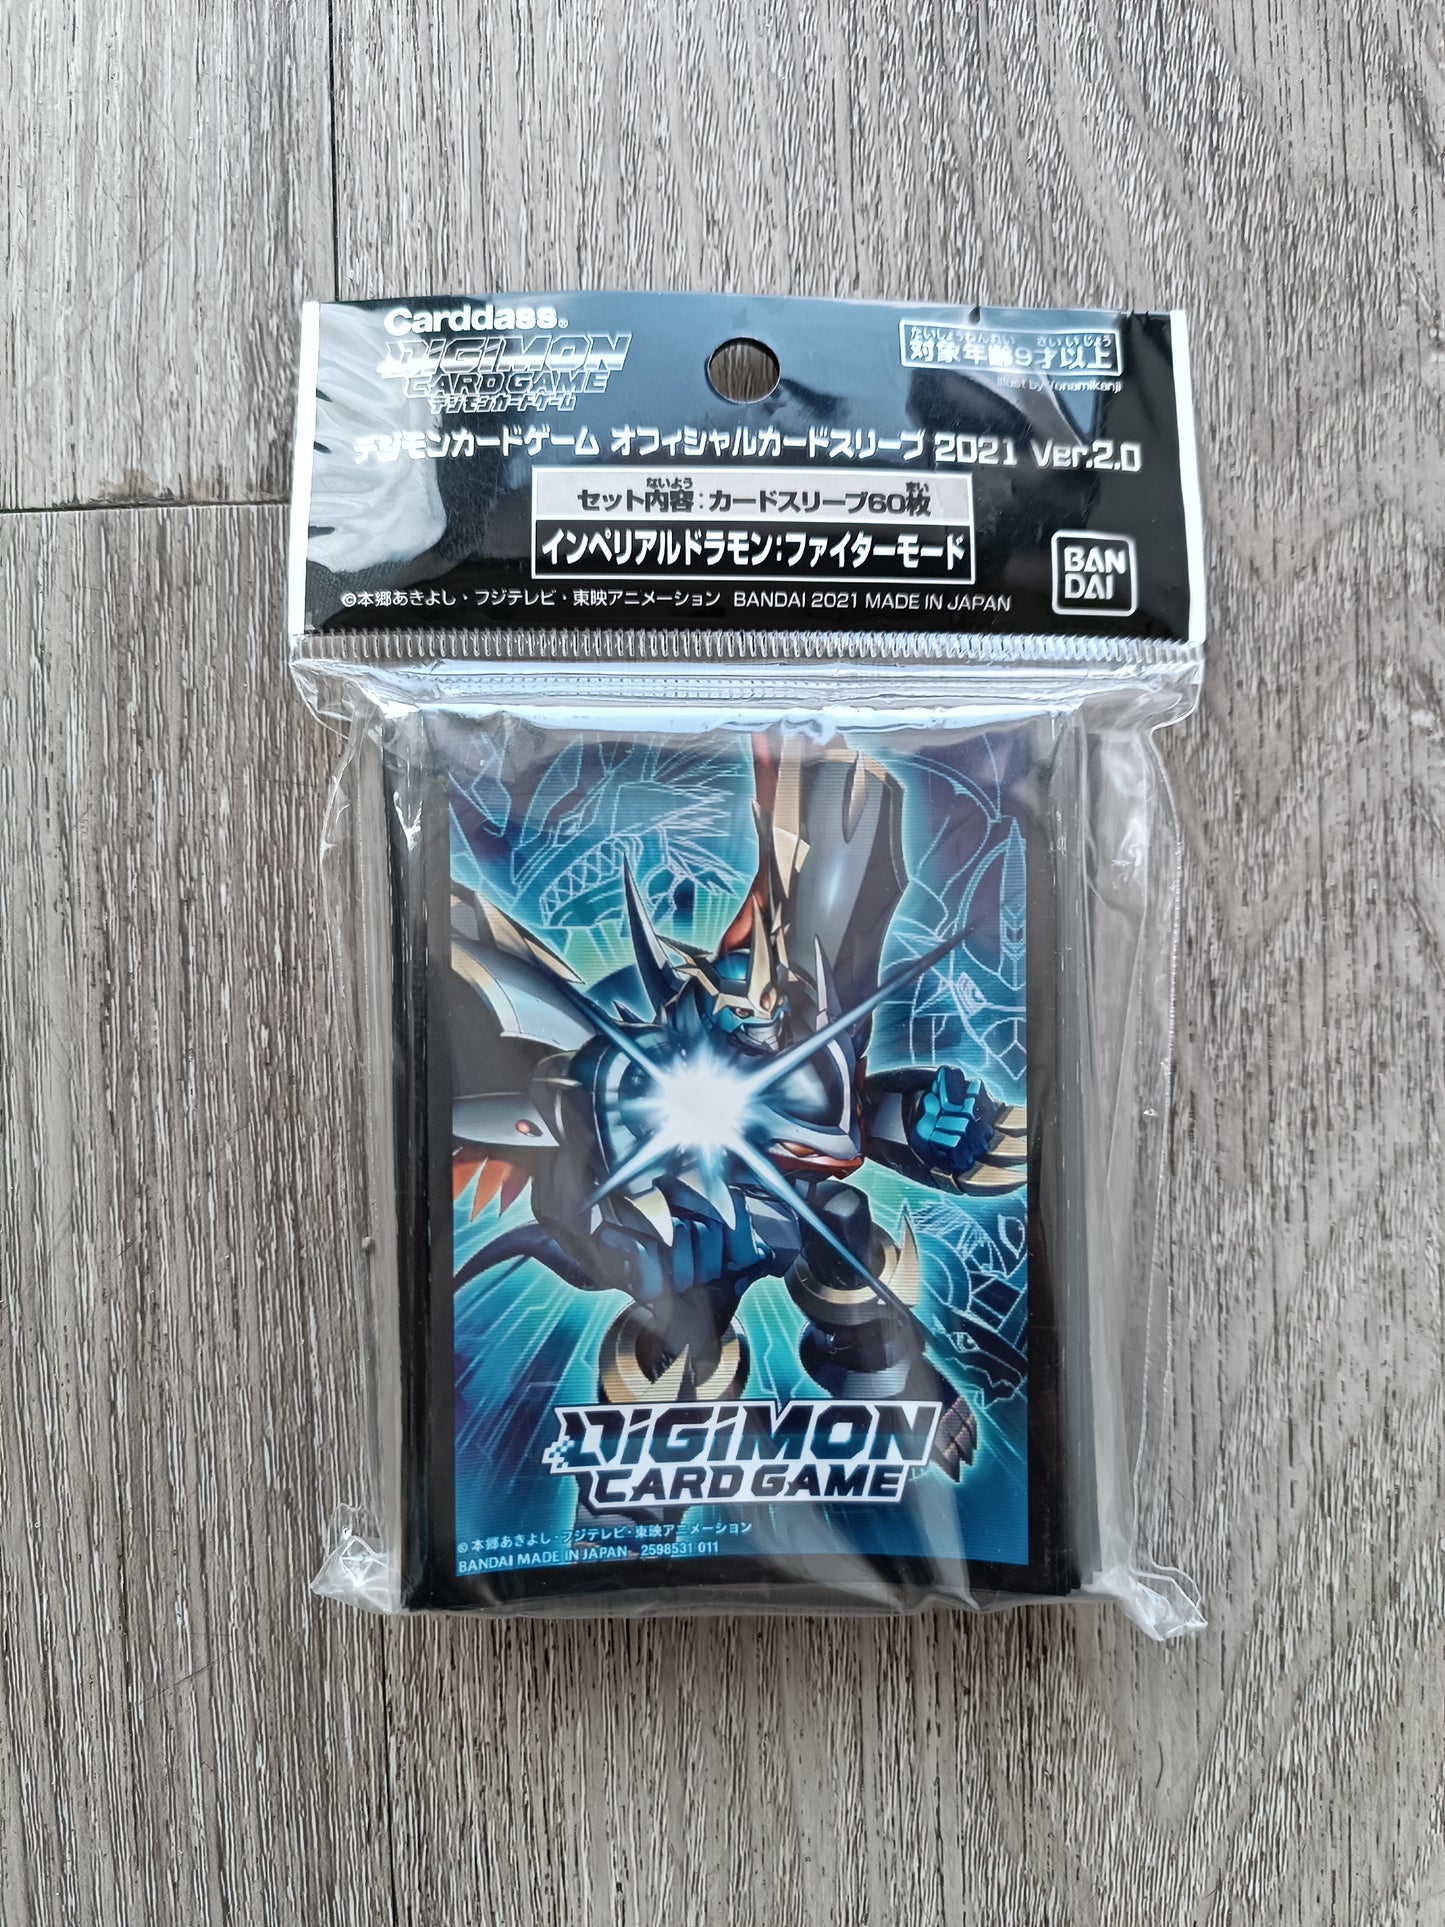 Carddass®
DIGIMON
CARD GAME
デジモンカードゲーム
たいしょうねんれい さいいじょう
対象年齢9才以上
Illust by Tonamikanji
デジモンカードゲーム オフィシャルカードスリーブ 2021 Ver.2.0
ないよう まい
セット内容:カードスリーブ60枚
インペリアルドラモン:ファイターモード
BAN
DAI
©本郷あきよし・フジテレビ・東映アニメーション BANDAI 2021 MADE IN JAPAN
DIGIMON
CARD GAME
©本郷あきよし・フジテレビ・東映アニメーション
BANDAI MADE IN JAPAN 2598531 011